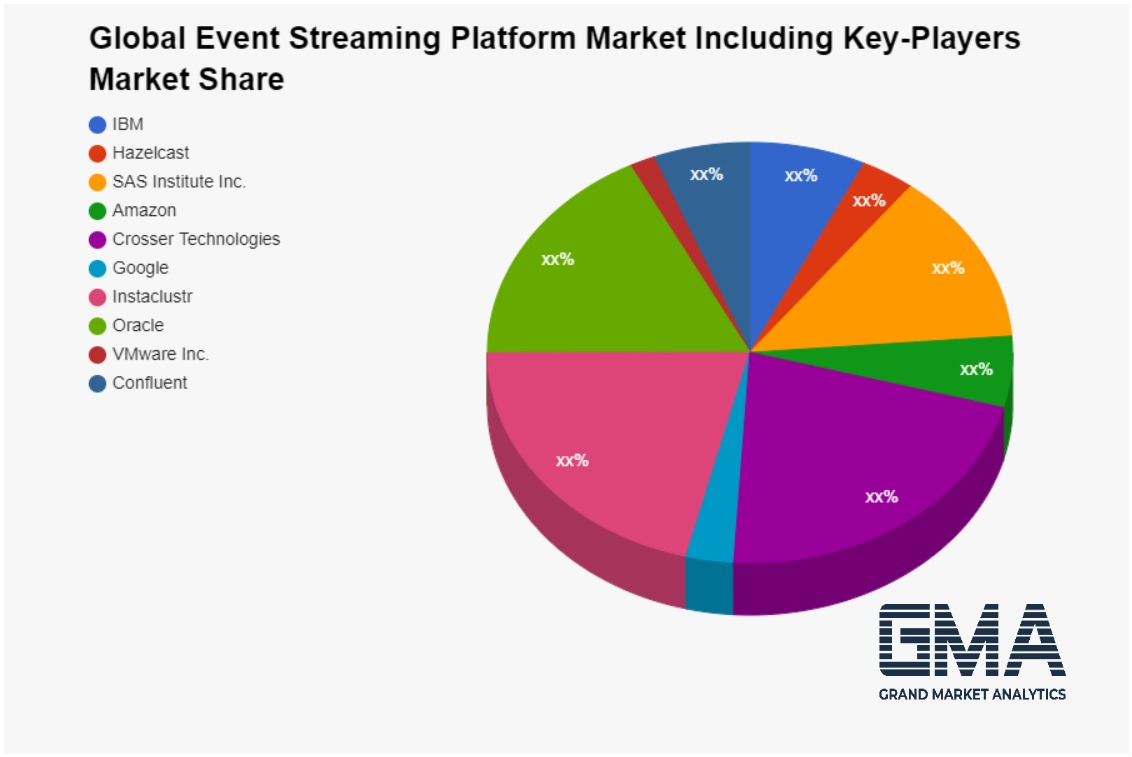 Global Event Streaming Platform Market Including Key-Players
Market Share
IBM
Hazelcast
SAS Institute Inc.
Amazon
Crosser Technologies
Google
Instaclustr
Oracle
VMware Inc.
Confluent
xx%
xx%
xx%
xx%
xx%
xx%
xx%
xx%
GMA
GRAND MARKET ANALYTICS